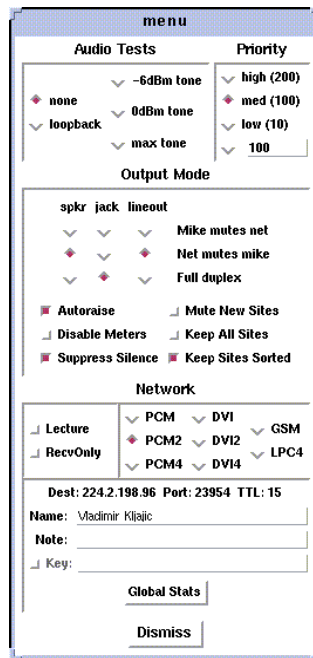 menu
Audio Tests
none
loopback
-6dBm tone
0dBm tone
max tone
Priority
high (200)
med (100)
low (10)
100
Output Mode
spkr jack lineout
Mike mutes net
Net mutes mike
Full duplex
Autoraise
Mute New Sites
Disable Meters
Keep All Sites
Suppress Silence
Keep Sites Sorted
Network
Lecture
RecvOnly
PCM
PCM2
PCM4
DVI
DVI2
DVI4
GSM
LPC4
Dest: 224.2.198.96 Port: 23954 TTL: 15
Name: Vladimir Kljajic
Note:
Key:
Global Stats
Dismiss